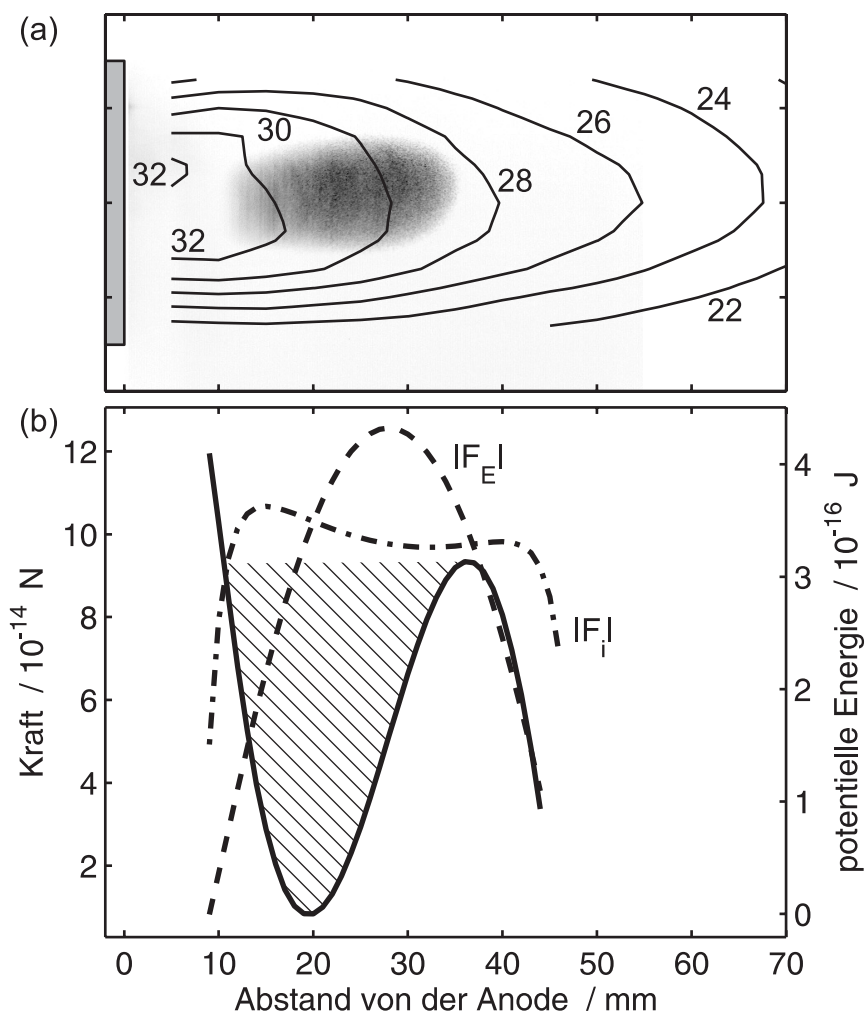 (a)
24
30
26
32
28
32
22
(b)
12
10
8
6
4
2
|F_E|
|F_i|
4
3
2
1
0
Kraft / 10^-14 N
potentielle Energie / 10^-16 J
0 10 20 30 40 50 60 70
Abstand von der Anode / mm